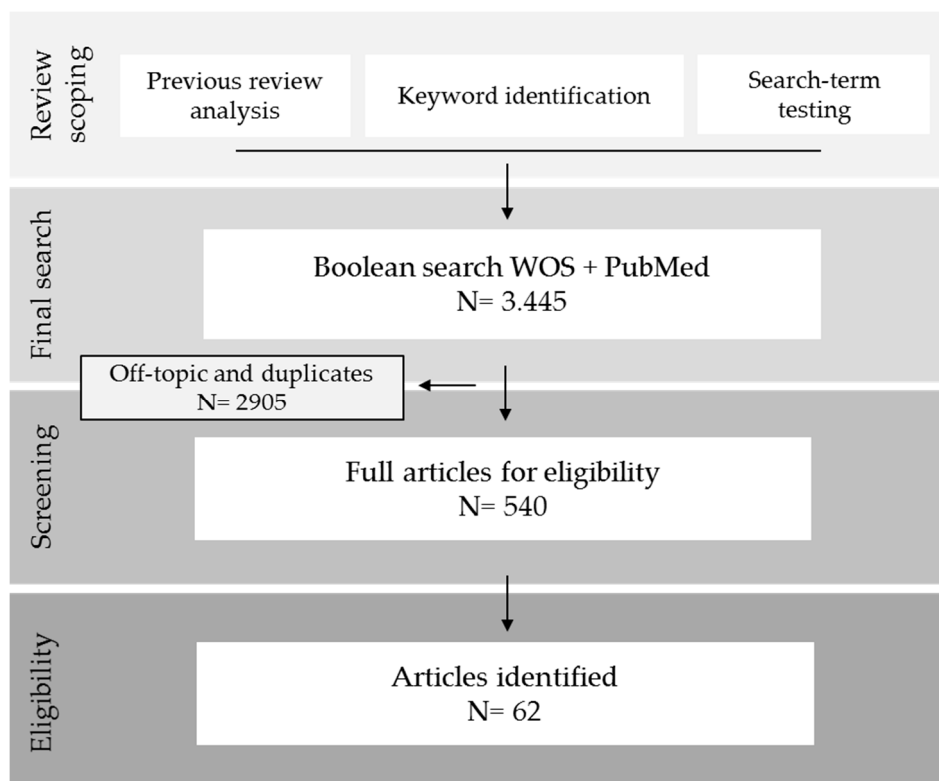 Review
scoping
Previous review
analysis
Keyword identification
Search-term
testing
Final search
Boolean search WOS + PubMed
N= 3.445
Off-topic and duplicates
N= 2905
Screening
Full articles for eligibility
N= 540
Eligibility
Articles identified
N= 62